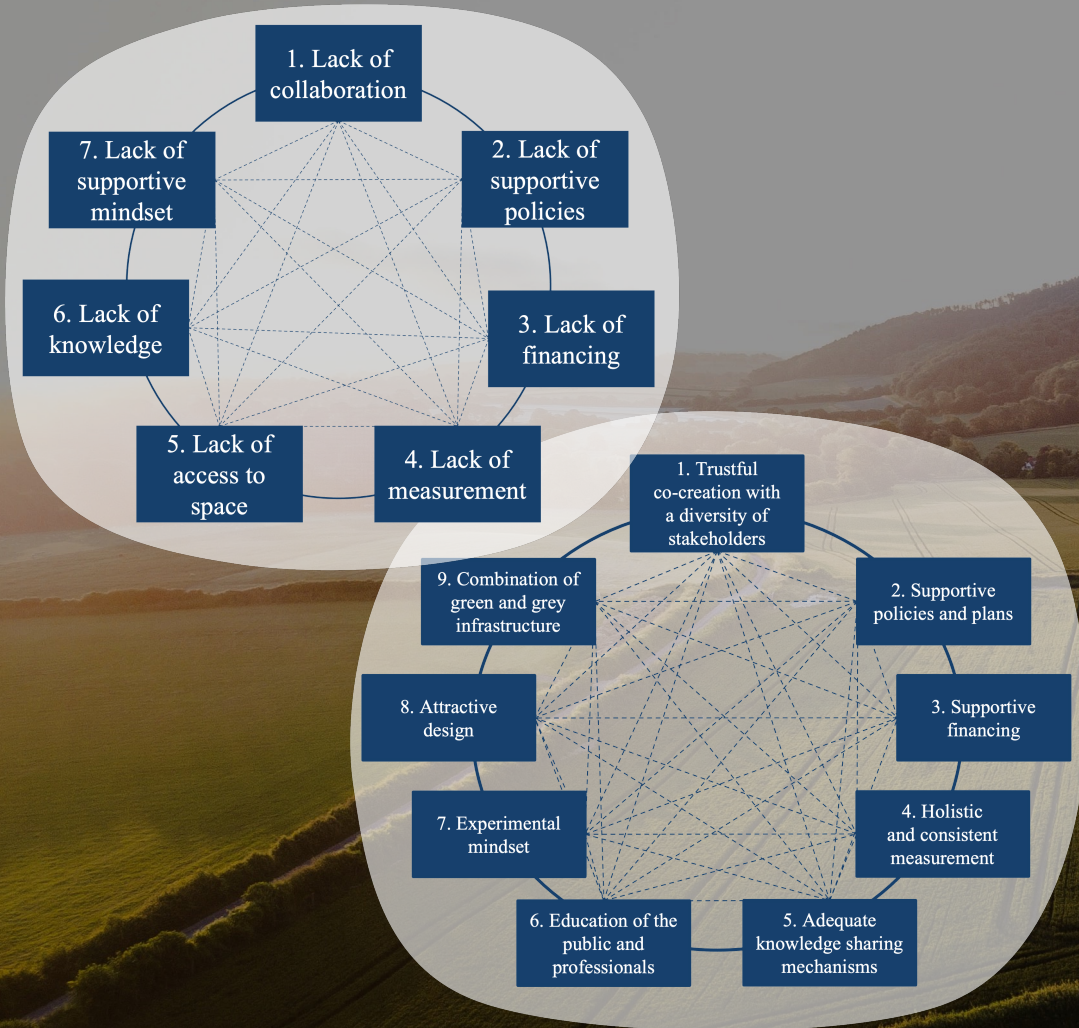 1. Lack of
collaboration
2. Lack of
supportive
policies
3. Lack of
financing
4. Lack of
measurement
5. Lack of
access to
space
6. Lack of
knowledge
7. Lack of
supportive
mindset
1. Trustful
co-creation with
a diversity of
stakeholders
2. Supportive
policies and plans
3. Supportive
financing
4. Holistic
and consistent
measurement
5. Adequate
knowledge sharing
mechanisms
6. Education of the
public and
professionals
7. Experimental
mindset
8. Attractive
design
9. Combination of
green and grey
infrastructure